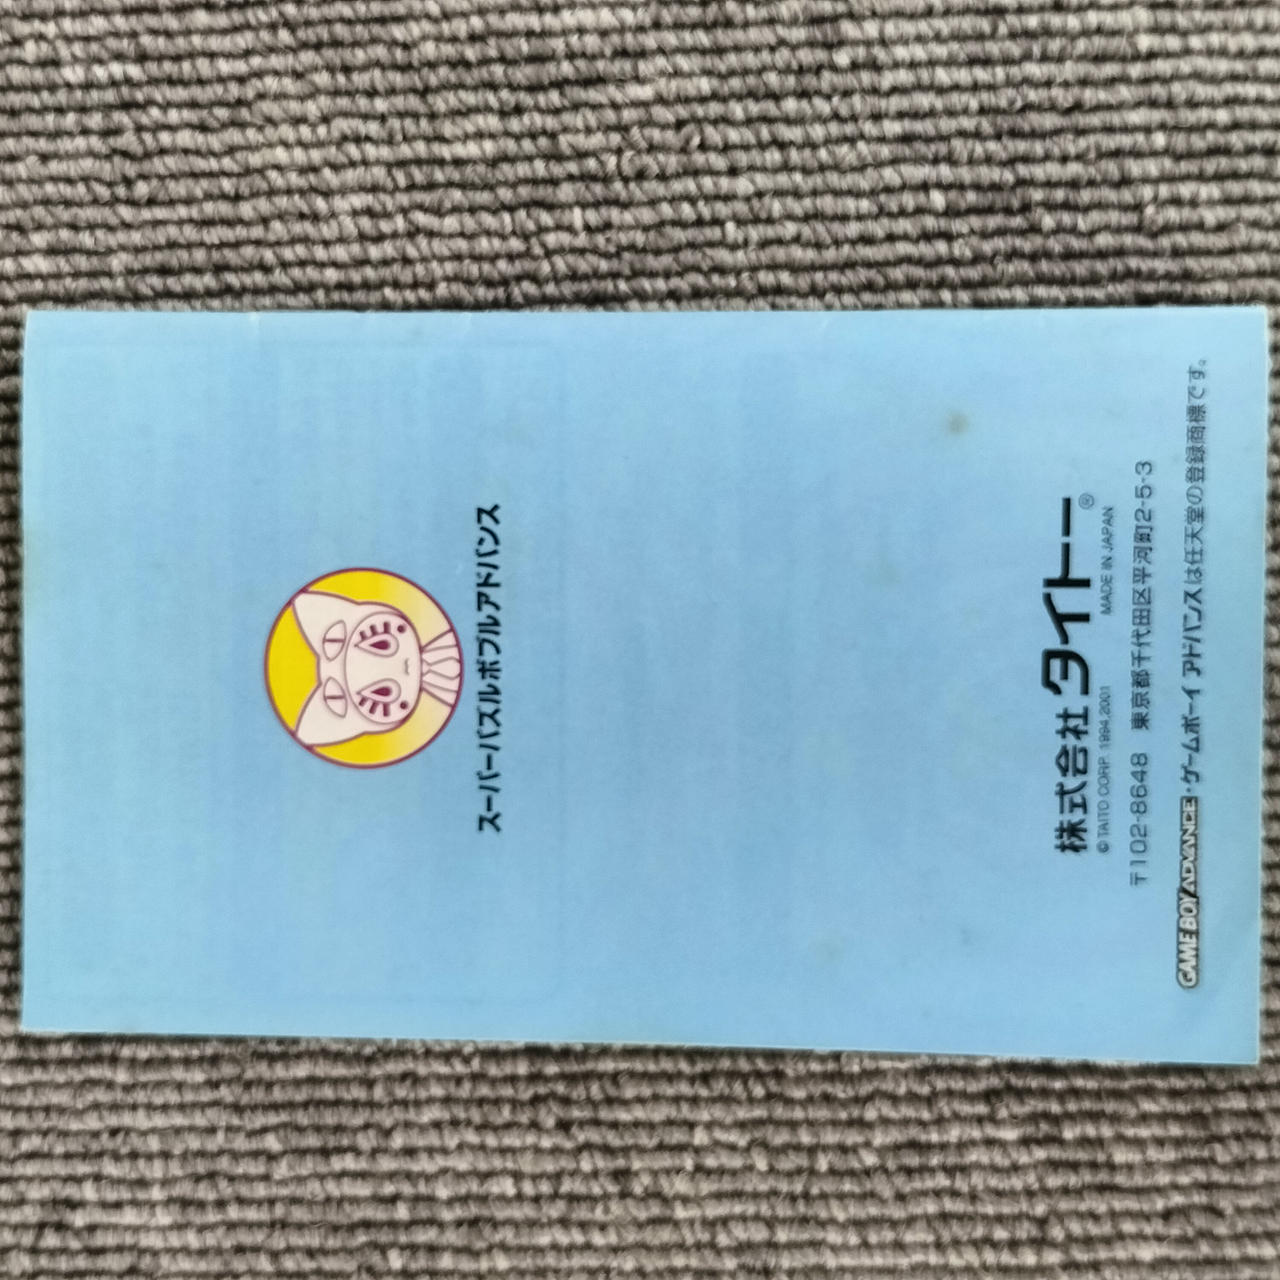 スーパーパズルボブルアドバンス
株式会社タイトー®
© TAITO CORP. 1994,2001 MADE IN JAPAN
〒102-8648 東京都千代田区平河町2-5-3
GAME BOY ADVANCE・ゲームボーイ アドバンスは任天堂の登録商標です。